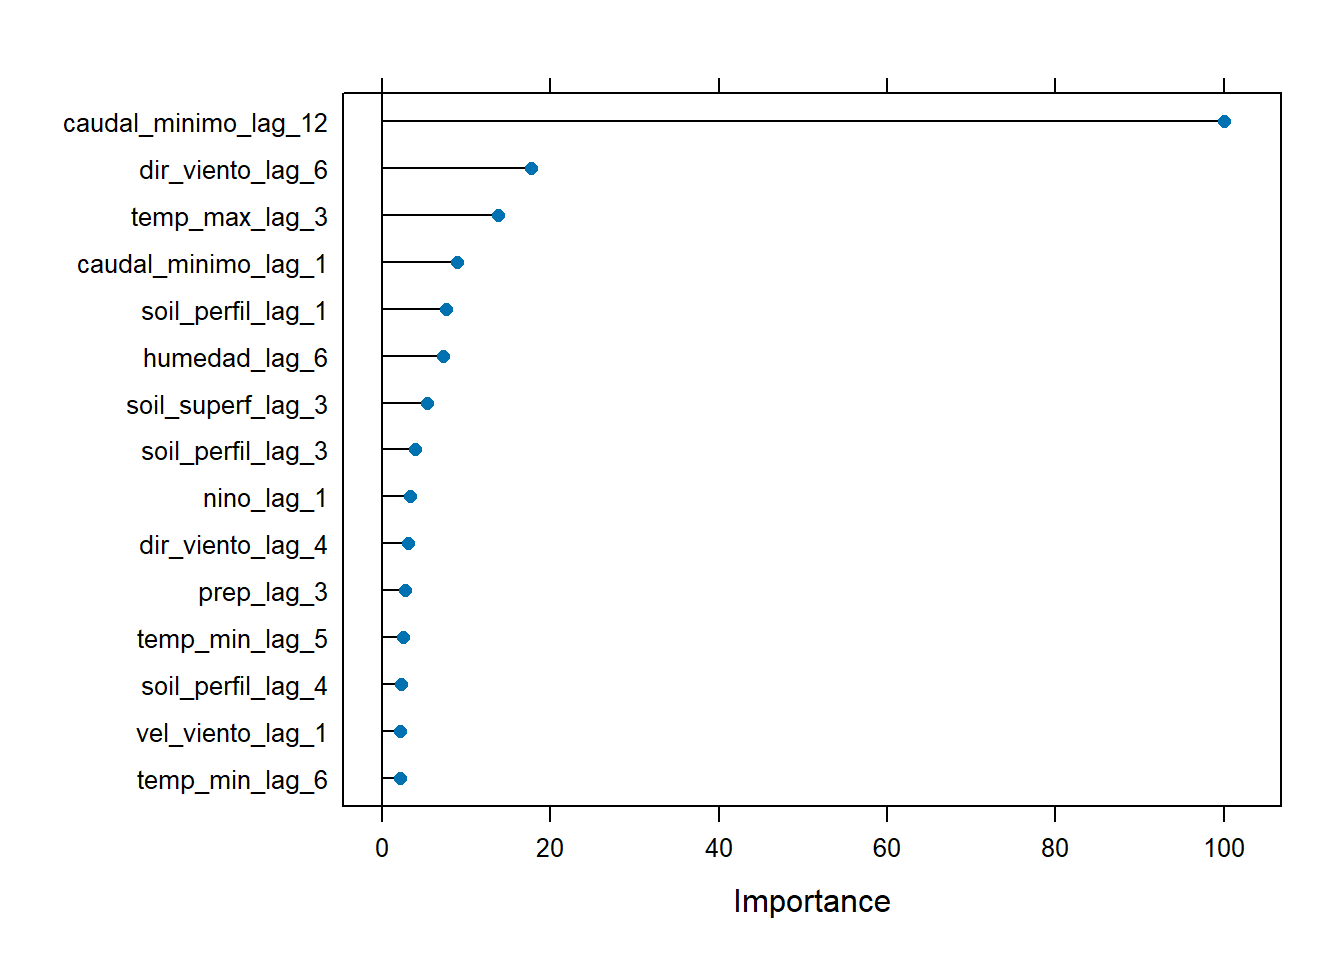 caudal_minimo_lag_12
dir_viento_lag_6
temp_max_lag_3
caudal_minimo_lag_1
soil_perfil_lag_1
humedad_lag_6
soil_superf_lag_3
soil_perfil_lag_3
nino_lag_1
dir_viento_lag_4
prep_lag_3
temp_min_lag_5
soil_perfil_lag_4
vel_viento_lag_1
temp_min_lag_6
0 20 40 60 80 100
Importance